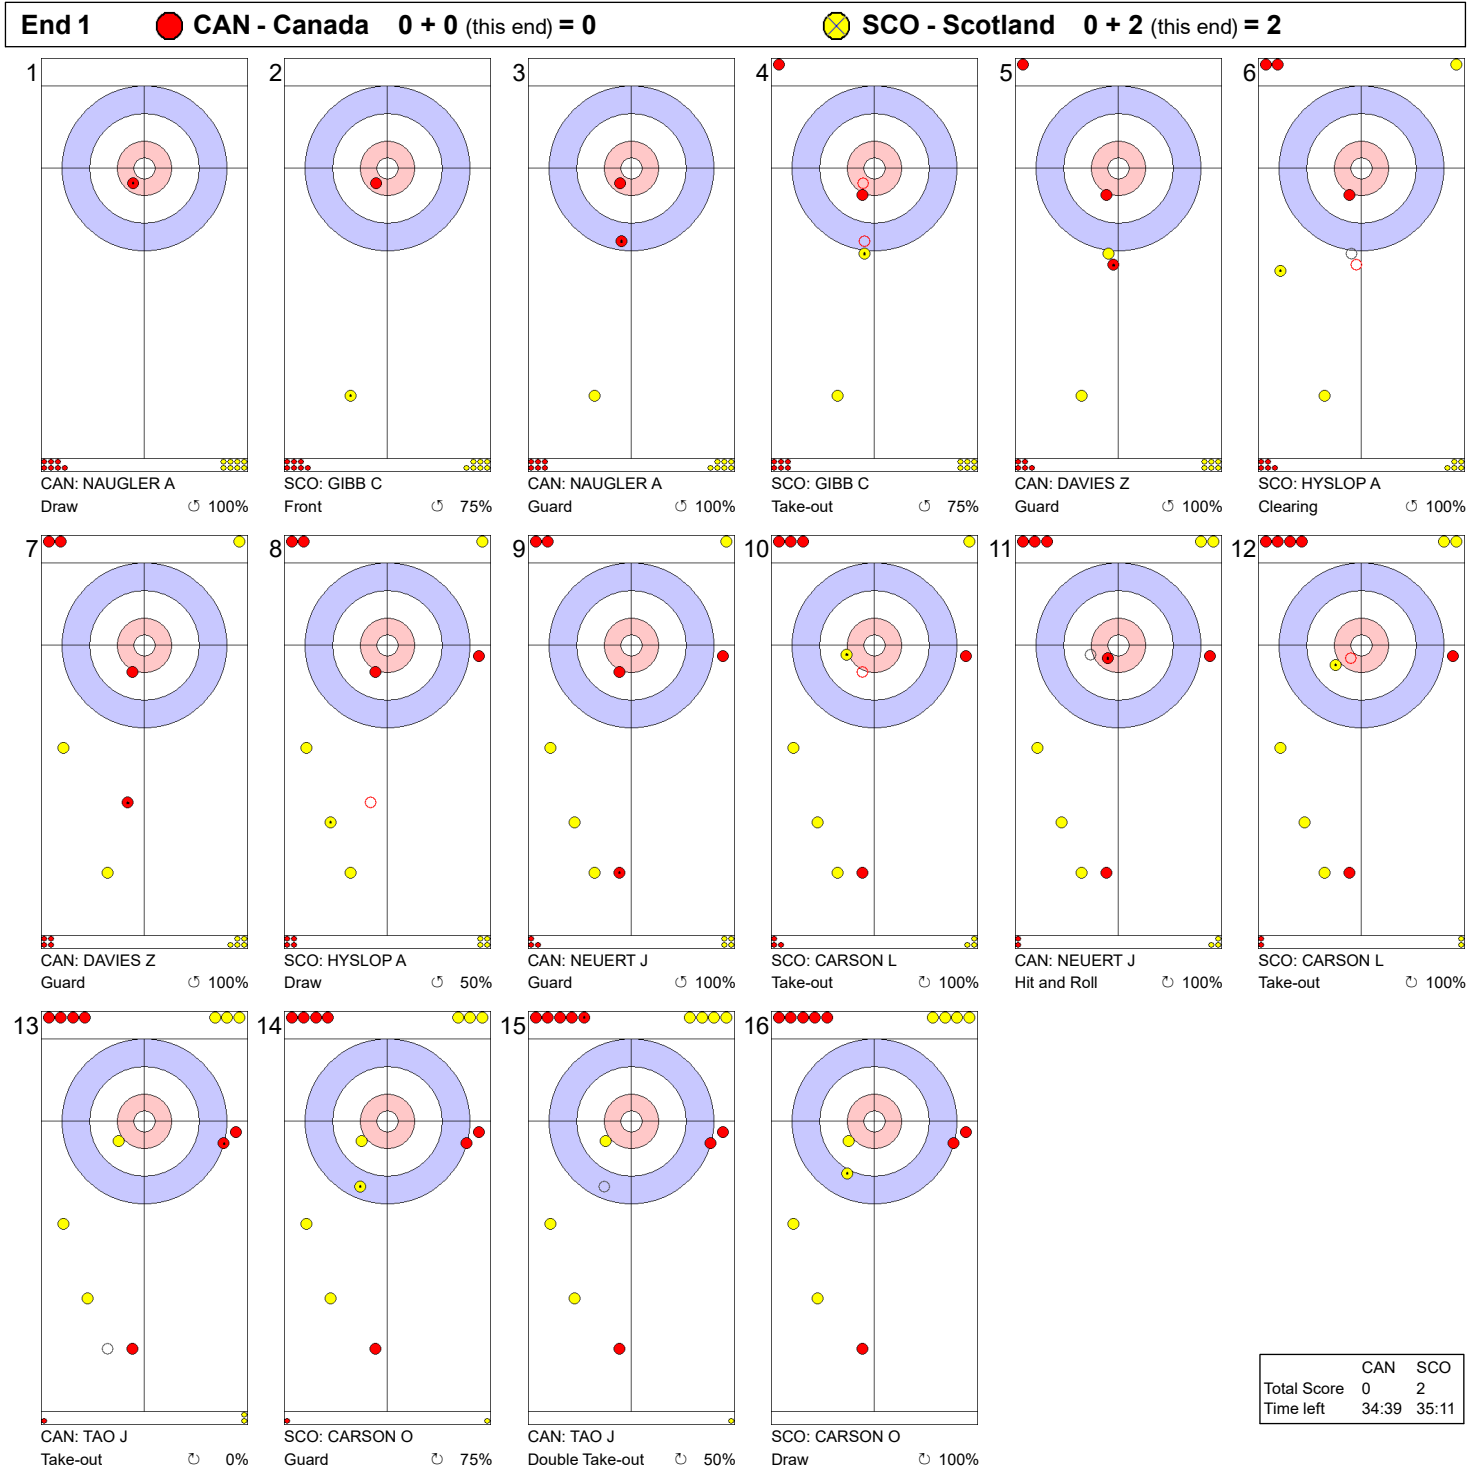 End 1 CAN - Canada 0 + 0 (this end) = 0 SCO - Scotland 0 + 2 (this end) = 2
1 2 3 4 5 6
CAN: NAUGLER A SCO: GIBB C CAN: NAUGLER A SCO: GIBB C CAN: DAVIES Z SCO: HYSLOP A
Draw ↺ 100% Front ↺ 75% Guard ↺ 100% Take-out ↺ 75% Guard ↺ 100% Clearing ↺ 100%
7 8 9 10 11 12
CAN: DAVIES Z SCO: HYSLOP A CAN: NEUERT J SCO: CARSON L CAN: NEUERT J SCO: CARSON L
Guard ↺ 100% Draw ↺ 50% Guard ↺ 100% Take-out ↻ 100% Hit and Roll ↻ 100% Take-out ↻ 100%
13 14 15 16
CAN: TAO J SCO: CARSON O CAN: TAO J SCO: CARSON O
Take-out ↻ 0% Guard ↻ 75% Double Take-out ↻ 50% Draw ↻ 100%
CAN SCO
Total Score 0 2
Time left 34:39 35:11